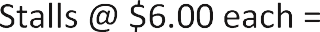 Stalls @ $6.00 each =